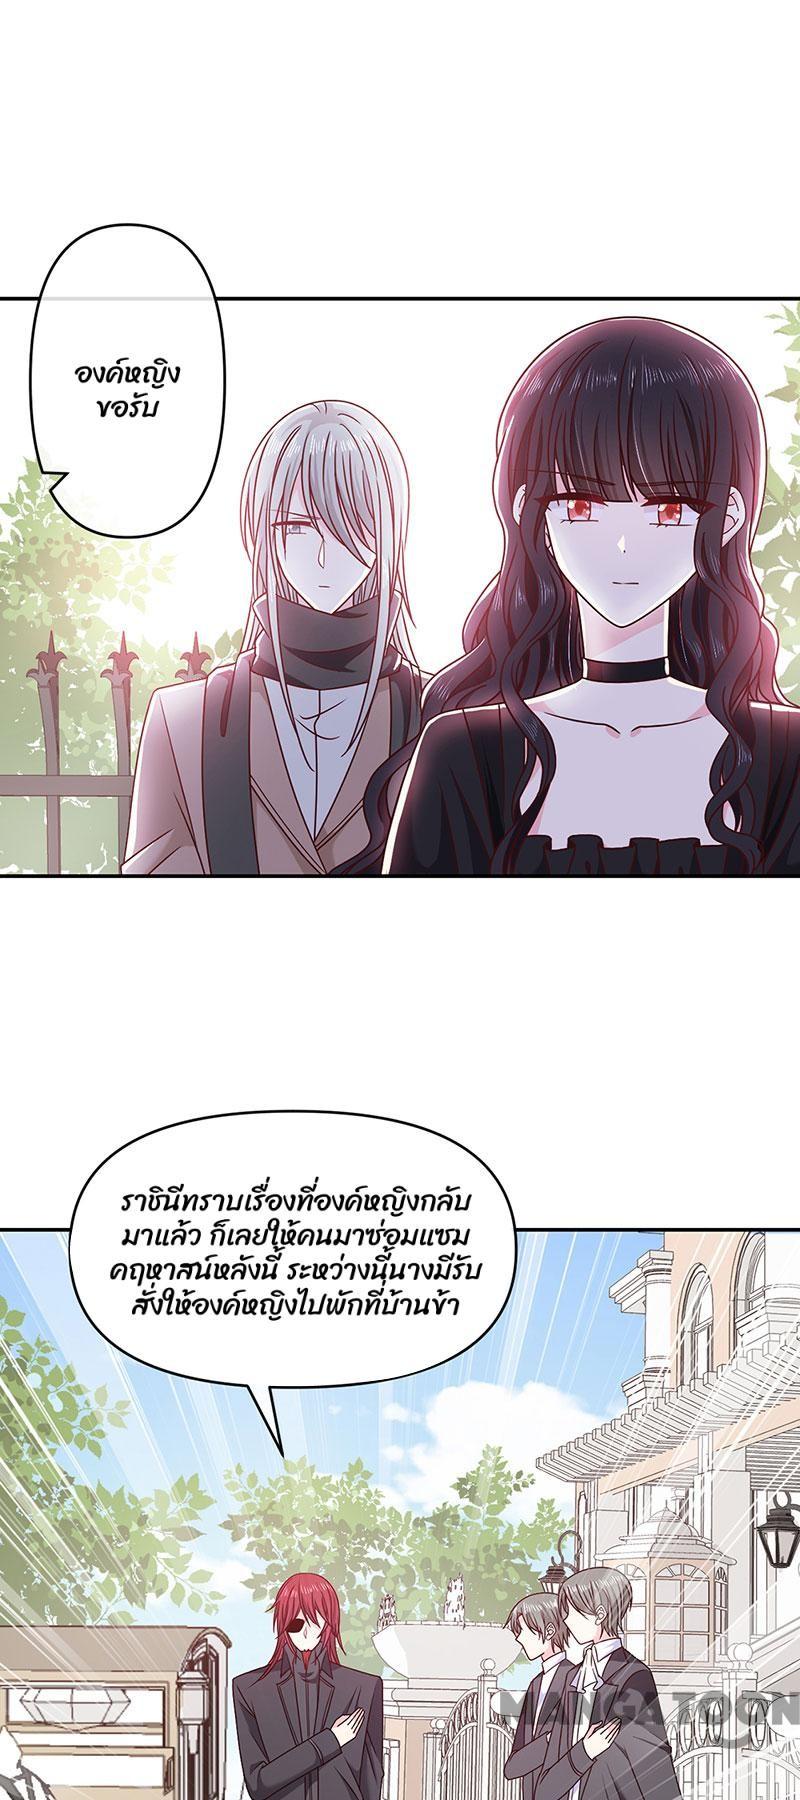 องค์หญิง
ขอรับ
ราชินีทราบเรื่องที่องค์หญิงกลับ
มาแล้ว ก็เลยให้คนมาซ่อมแซม
คฤหาสน์หลังนี้ ระหว่างนี้นางมีรับ
สั่งให้องค์หญิงไปพักที่บ้านข้า
MANGATOON